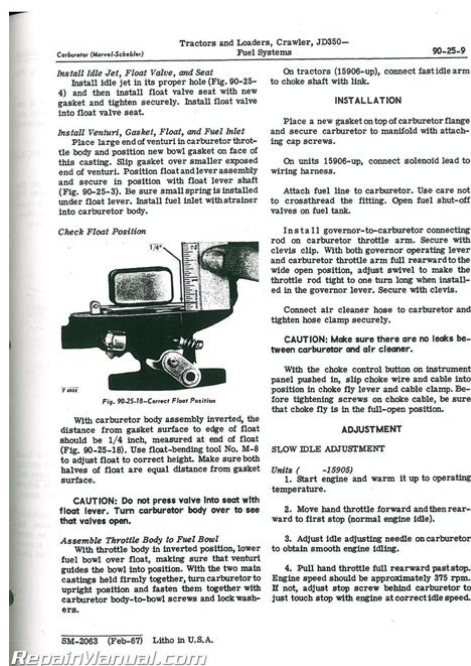 Tractors and Loaders, Crawler, JD350—
Carburetor (Marvel-Schebler)
Fuel Systems
90-25-9
Install Idle Jet, Float Valve, and Seat
Install idle jet in its proper hole (Fig. 90-25-
4) and then install float valve seat with new
gasket and tighten securely. Install float valve
into float valve seat.
Install Venturi, Gasket, Float, and Fuel Inlet
Place large end of venturi in carburetor throt-
tle body and position new bowl gasket on face of
this casting. Slip gasket over smaller exposed
end of venturi. Position float and lever assembly
and secure in position with float lever shaft
(Fig. 90-25-3). Be sure small spring is installed
under float lever. Install fuel inlet with strainer
into carburetor body.
Check Float Position
1/4"
Fig. 90-25-18—Correct Float Position
With carburetor body assembly inverted, the
distance from gasket surface to edge of float
should be 1/4 inch, measured at end of float
(Fig. 90-25-18). Use float-bending tool No. M-8
to adjust float to correct height. Make sure both
halves of float are equal distance from gasket
surface.
CAUTION: Do not press valve into seat with
float lever. Turn carburetor body over to see
that valves open.
Assemble Throttle Body to Fuel Bowl
With throttle body in inverted position, lower
fuel bowl over float, making sure that venturi
guides the bowl into position. With the two main
castings held firmly together, turn carburetor to
upright position and fasten them together with
carburetor body-to-bowl screws and lock wash-
ers.
On tractors (15906-up), connect fast idle arm
to choke shaft with link.
INSTALLATION
Place a new gasket on top of carburetor flange
and secure carburetor to manifold with attach-
ing cap screws.
On units 15906-up, connect solenoid lead to
wiring harness.
Attach fuel line to carburetor. Use care not
to crossthread the fitting. Open fuel shut-off
valves on fuel tank.
Install governor-to-carburetor connecting
rod on carburetor throttle arm. Secure with
clevis clip. With both governor operating lever
and carburetor throttle arm full rearward to the
wide open position, adjust swivel to make the
throttle rod tight to one turn long when install-
ed in the governor lever. Secure with clevis.
Connect air cleaner hose to carburetor and
tighten hose clamp securely.
CAUTION: Make sure there are no leaks be-
tween carburetor and air cleaner.
With the choke control button on instrument
panel pushed in, slip choke wire and cable into
position in choke fly lever and cable clamp. Be-
fore tightening screws on choke cable, be sure
that choke fly is in the full-open position.
ADJUSTMENT
SLOW IDLE ADJUSTMENT
Units ( -15905)
1. Start engine and warm it up to operating
temperature.
2. Move hand throttle forward and then rear-
ward to first stop (normal engine idle).
3. Adjust idle adjusting needle on carburetor
to obtain smooth engine idling.
4. Pull hand throttle full rearward past stop.
Engine speed should be approximately 375 rpm.
If not, adjust stop screw behind carburetor to
just touch stop with engine at correct idle speed.
SM-2063 (Feb-67) Litho in U.S.A.
RepairManual.com